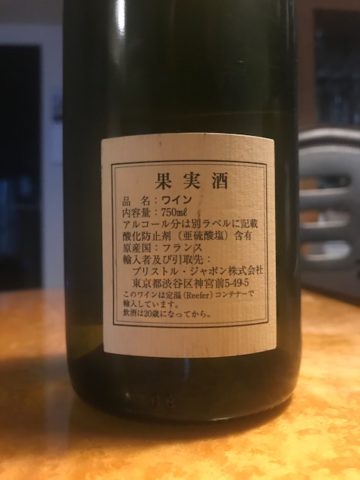 果実酒
品名：ワイン
内容量：750mℓ
アルコール分は別ラベルに記載
酸化防止剤（亜硫酸塩）含有
原産国：フランス
輸入者及び引取先：
ブリストル・ジャポン株式会社
東京都渋谷区神宮前5-49-5
このワインは定温（Reefer）コンテナーで
輸入しています。
飲酒は20歳になってから。